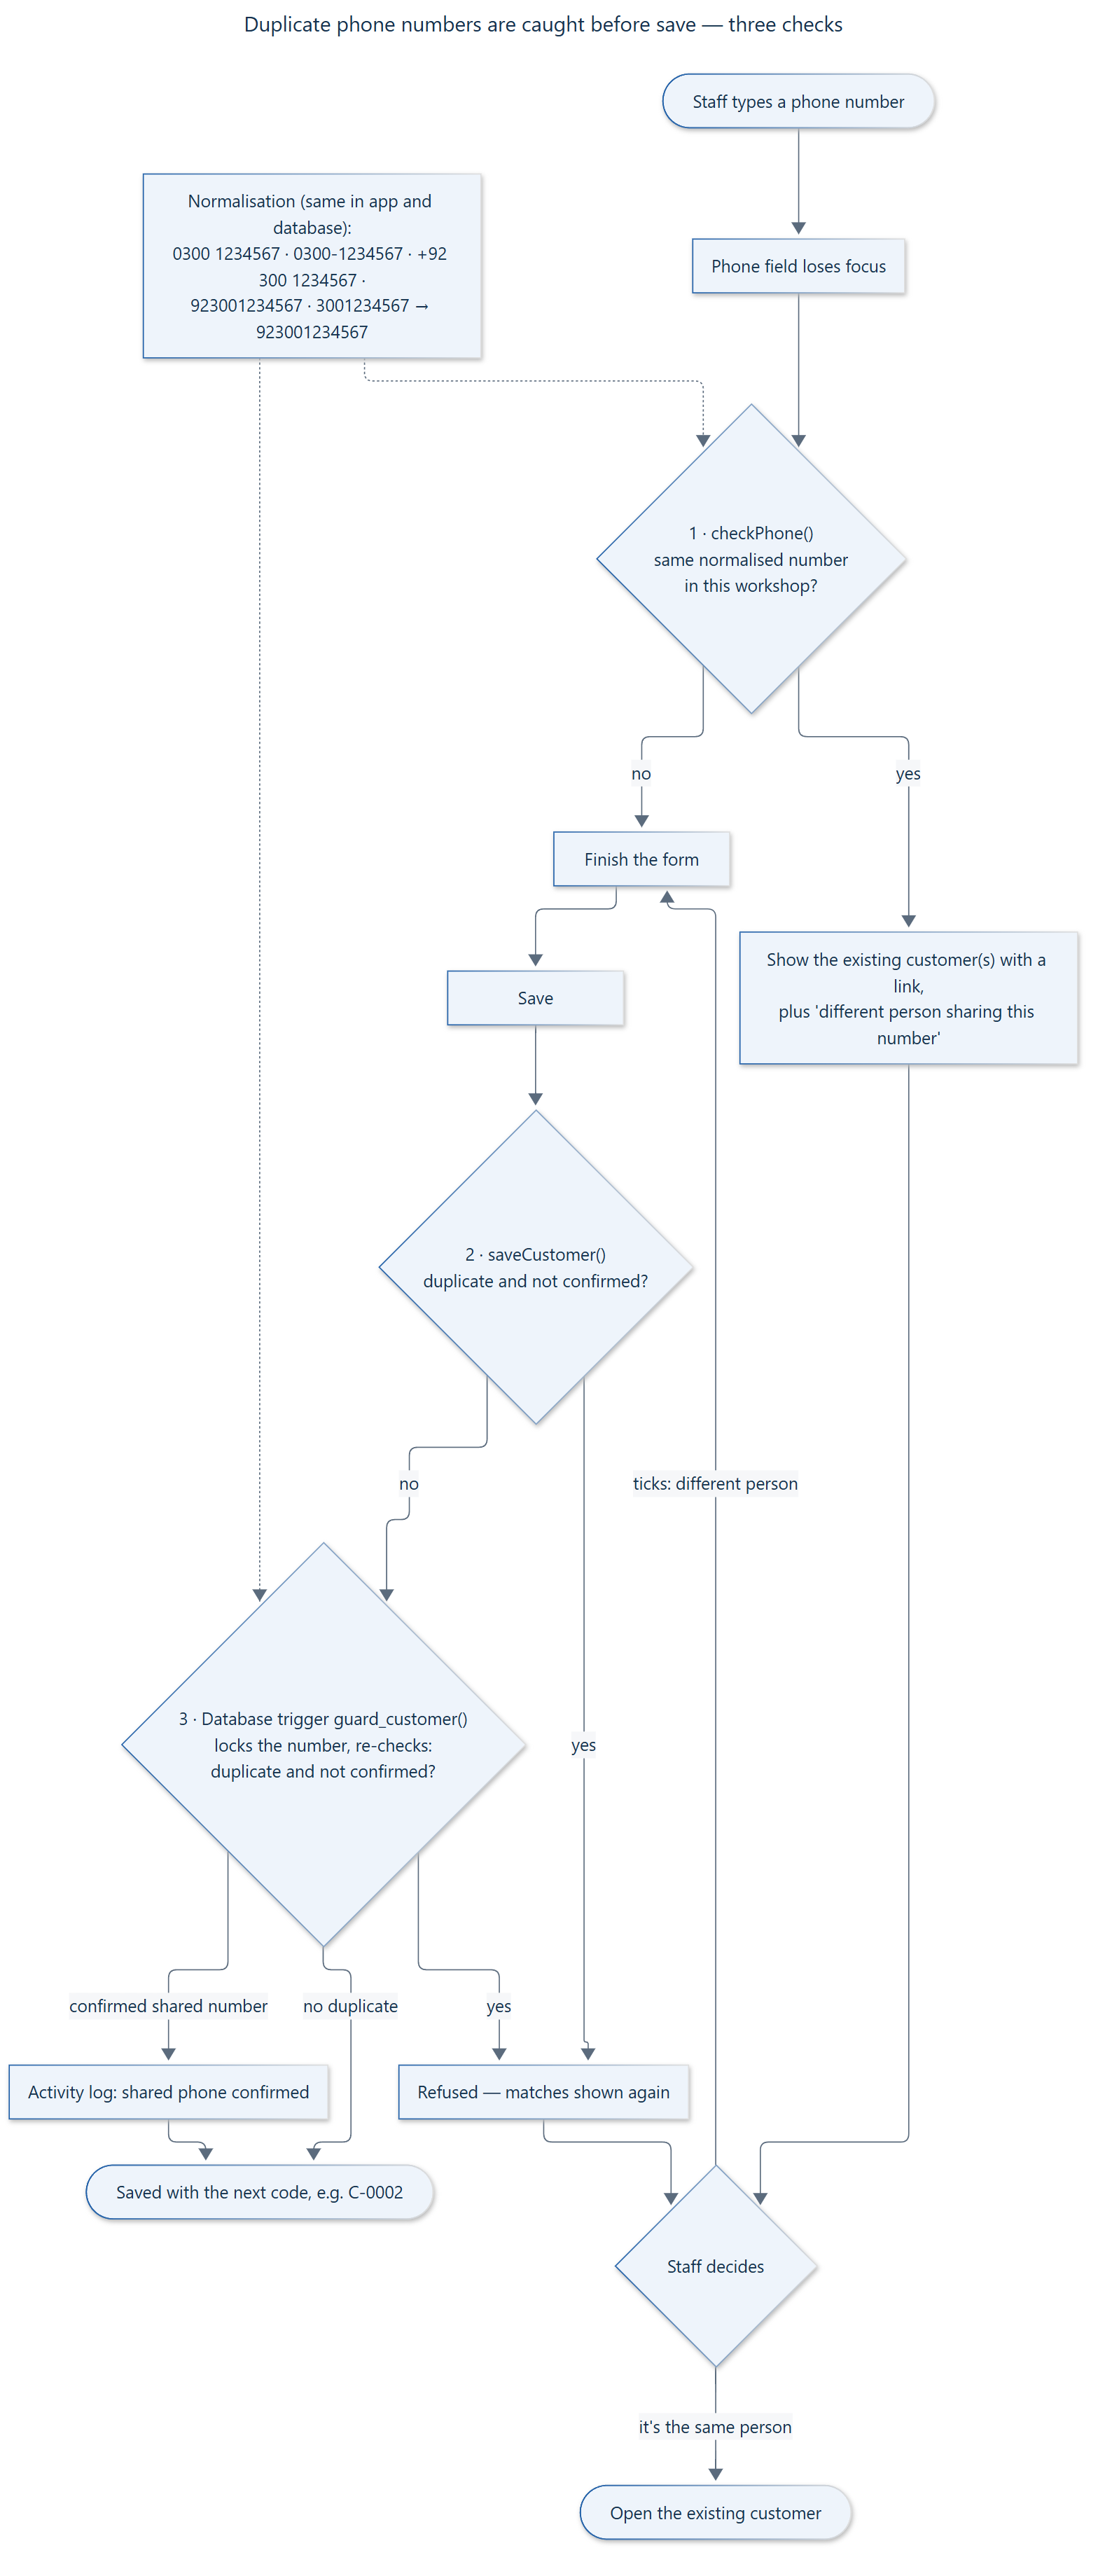 Duplicate phone numbers are caught before save — three checks
Staff types a phone number
Normalisation (same in app and
database):
0300 1234567 · 0300-1234567 · +92
300 1234567 ·
923001234567 · 3001234567 →
923001234567
Phone field loses focus
1 · checkPhone()
same normalised number
in this workshop?
no
yes
Finish the form
Show the existing customer(s) with a
link,
plus 'different person sharing this
number'
Save
2 · saveCustomer()
duplicate and not confirmed?
no
ticks: different person
3 · Database trigger guard_customer()
locks the number, re-checks:
duplicate and not confirmed?
yes
confirmed shared number
no duplicate
yes
Activity log: shared phone confirmed
Refused — matches shown again
Saved with the next code, e.g. C-0002
Staff decides
it's the same person
Open the existing customer